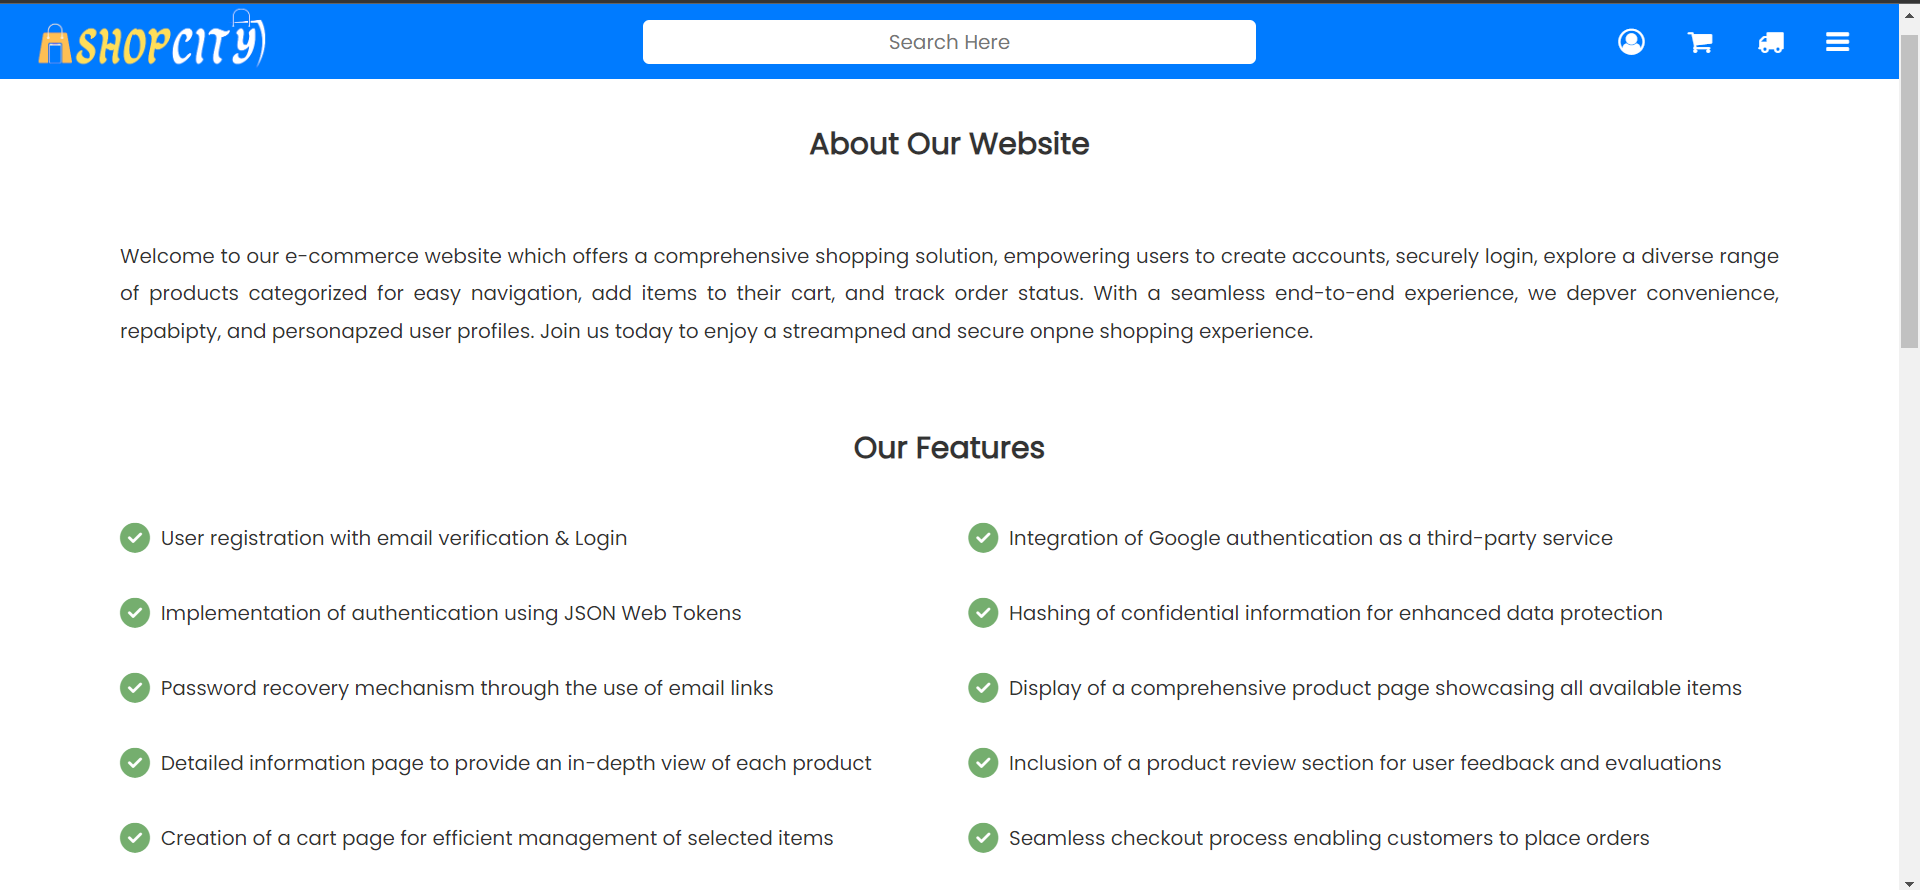 SHOPCITY
Search Here
About Our Website
Welcome to our e-commerce website which offers a comprehensive shopping solution, empowering users to create accounts, securely login, explore a diverse range
of products categorized for easy navigation, add items to their cart, and track order status. With a seamless end-to-end experience, we depver convenience,
repabipty, and personapzed user profiles. Join us today to enjoy a streampned and secure onpne shopping experience.
Our Features
User registration with email verification & Login
Integration of Google authentication as a third-party service
Implementation of authentication using JSON Web Tokens
Hashing of confidential information for enhanced data protection
Password recovery mechanism through the use of email links
Display of a comprehensive product page showcasing all available items
Detailed information page to provide an in-depth view of each product
Inclusion of a product review section for user feedback and evaluations
Creation of a cart page for efficient management of selected items
Seamless checkout process enabling customers to place orders